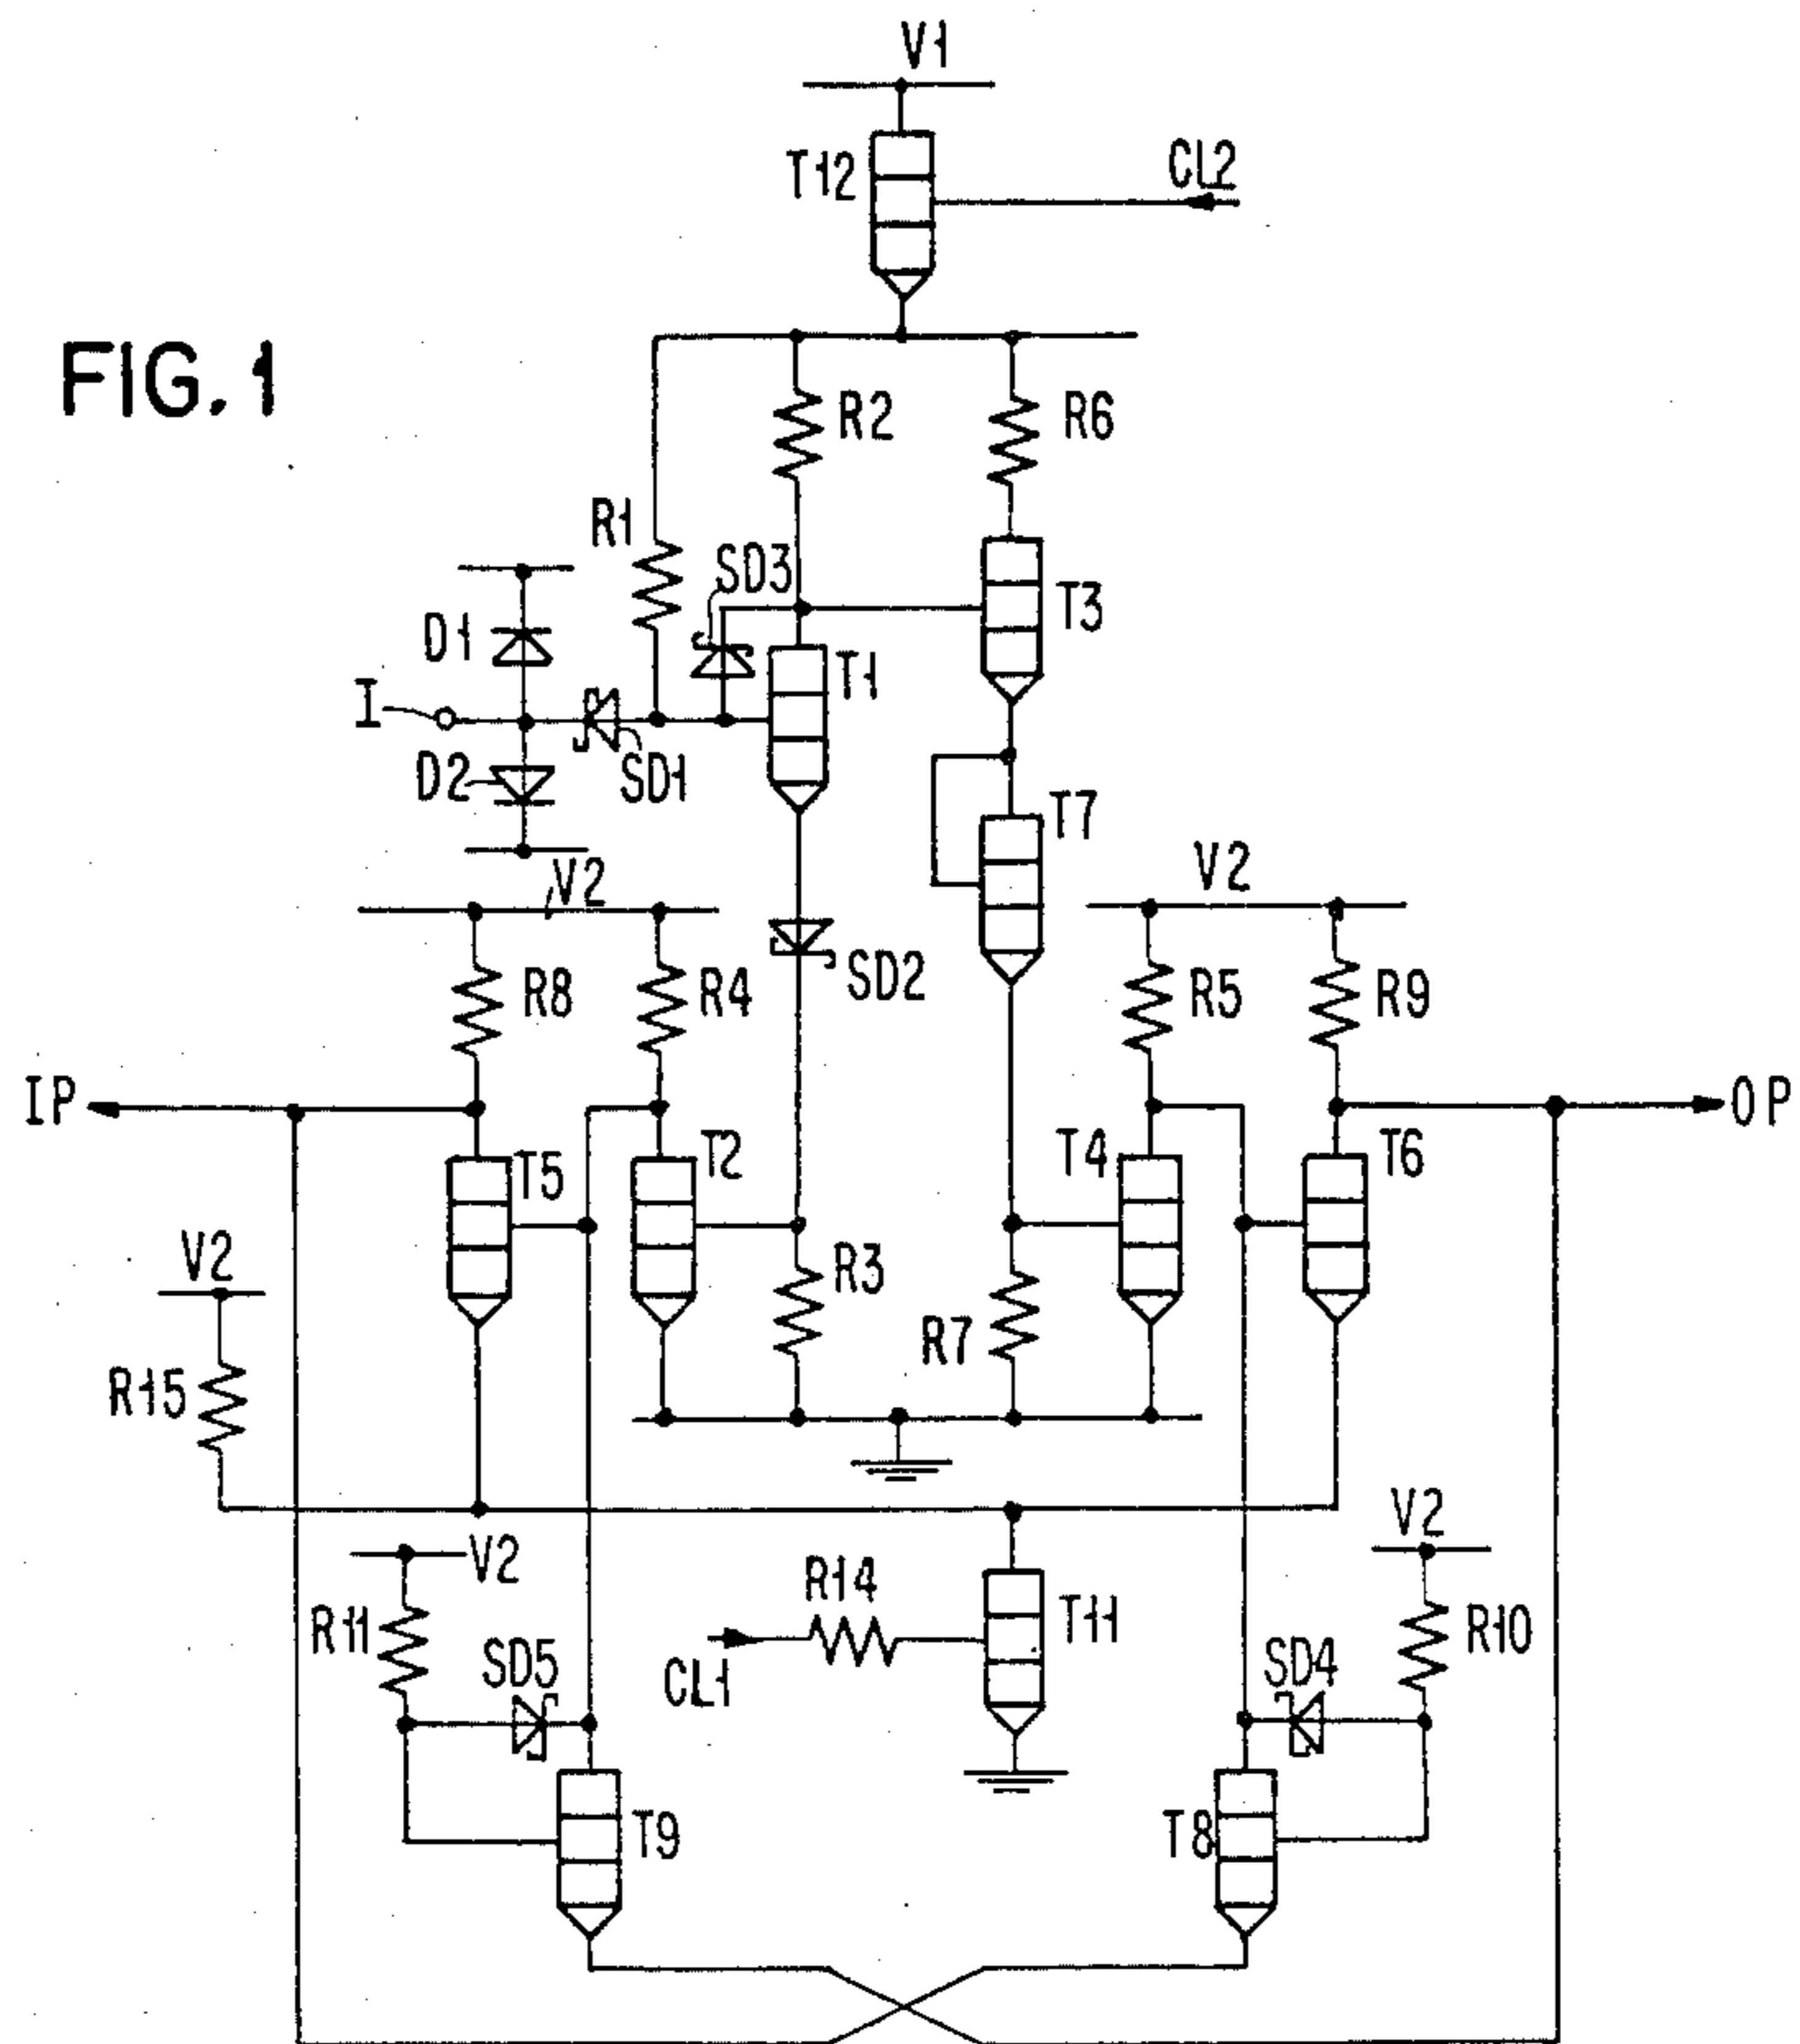 V1
T12
CL2
FIG. 1
R2
R6
R1
SD3
T3
D1
T1
I
D2
SD1
T7
V2
V2
SD2
R8
R4
R5
R9
IP
OP
T5
T2
T4
T6
V2
R3
R7
R15
V2
V2
R14
R11
T11
R10
SD5
SD4
CL1
T9
T8